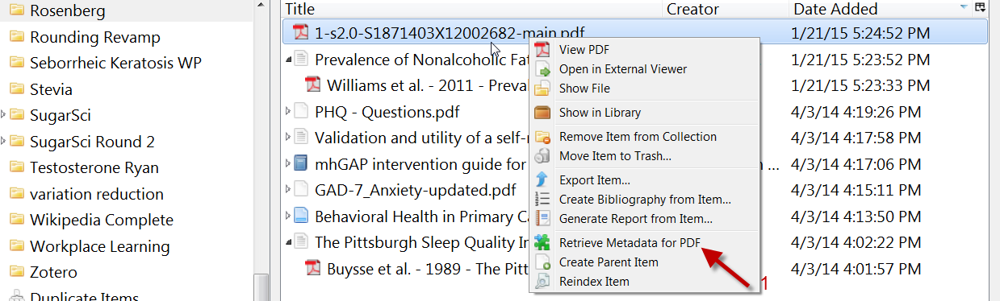 Rosenberg
Rounding Revamp
Seborrheic Keratosis WP
Stevia
SugarSci
SugarSci Round 2
Testosterone Ryan
variation reduction
Wikipedia Complete
Workplace Learning
Zotero
Duplicate Items
Title Creator Date Added
1-s2.0-S1871403X12002682-main.pdf 1/21/15 5:24:52 PM
Prevalence of Nonalcoholic Fat 1/21/15 5:23:52 PM
Williams et al. - 2011 - Preval 1/21/15 5:23:33 PM
PHQ - Questions.pdf 4/3/14 4:19:26 PM
Validation and utility of a self-r 4/3/14 4:17:58 PM
mhGAP intervention guide for ... 4/3/14 4:17:06 PM
GAD-7_Anxiety-updated.pdf 4/3/14 4:15:11 PM
Behavioral Health in Primary Ca 4/3/14 4:13:50 PM
The Pittsburgh Sleep Quality In 4/3/14 4:02:22 PM
Buysse et al. - 1989 - The Pitt 4/3/14 4:01:57 PM
View PDF
Open in External Viewer
Show File
Show in Library
Remove Item from Collection
Move Item to Trash...
Export Item...
Create Bibliography from Item...
Generate Report from Item...
Retrieve Metadata for PDF
Create Parent Item
Reindex Item
1